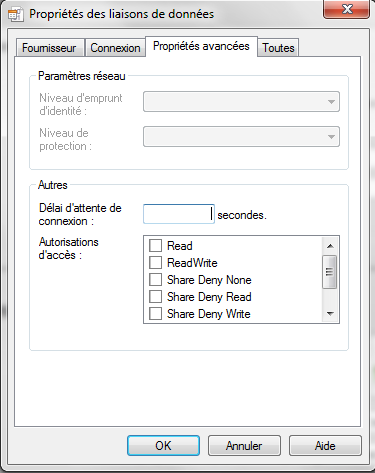 Propriétés des liaisons de données
Fournisseur Connexion Propriétés avancées Toutes
Paramètres réseau
Niveau d'emprunt
d'identité :
Niveau de
protection :
Autres
Délai d'attente de
connexion :
secondes.
Autorisations
d'accès :
Read
ReadWrite
Share Deny None
Share Deny Read
Share Deny Write
OK Annuler Aide